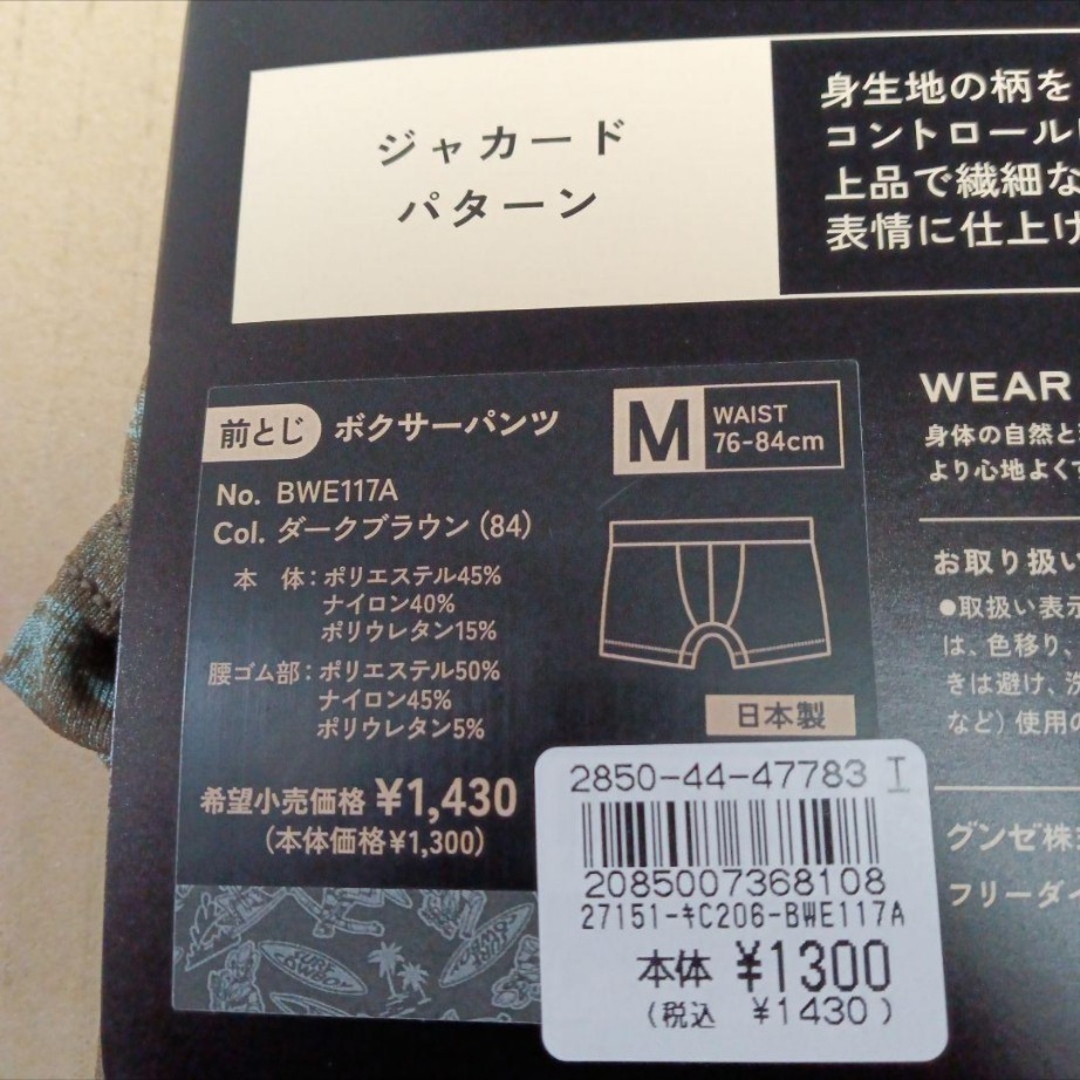 ジャカード
パターン
身生地の柄を
コントロール
上品で繊細な
表情に仕上げ
前とじ ボクサーパンツ
M WAIST
76-84cm
No. BWE117A
Col. ダークブラウン(84)
本 体:ポリエステル45%
ナイロン40%
ポリウレタン15%
腰ゴム部:ポリエステル50%
ナイロン45%
ポリウレタン5%
日本製
希望小売価格 ¥1,430
(本体価格¥1,300)
WEAR
身体の自然と
より心地よく
お取り扱い
●取扱い表示
は、色移り、
きは避け、洗
など)使用の
グンゼ株
フリーダイ
2850-44-47783 工
2085007368108
27151-キC206-BWE117A
本体 ¥1300
(税込 ¥1430)